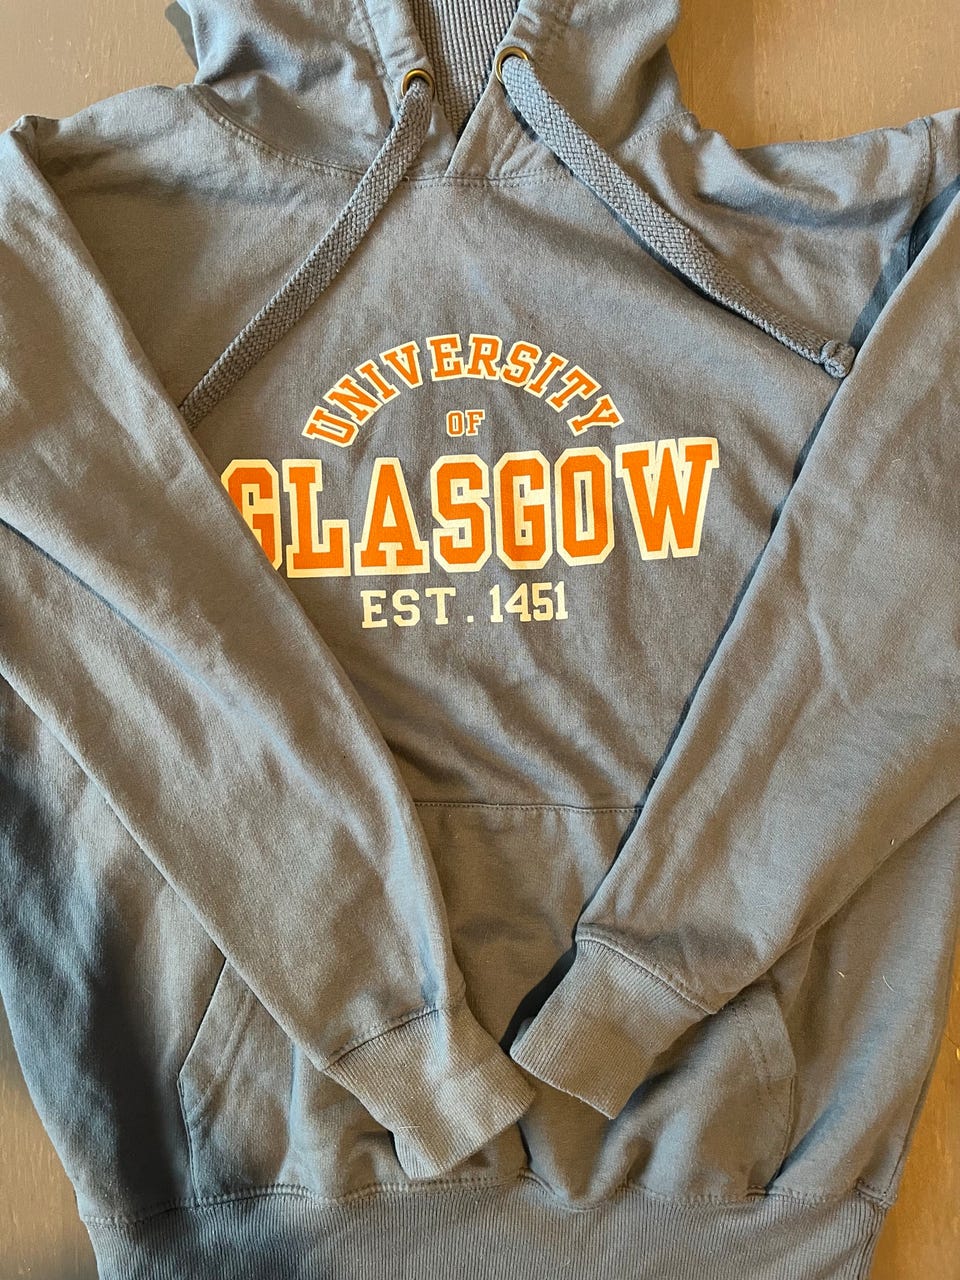 UNIVERSITY
OF
GLASGOW
EST. 1451